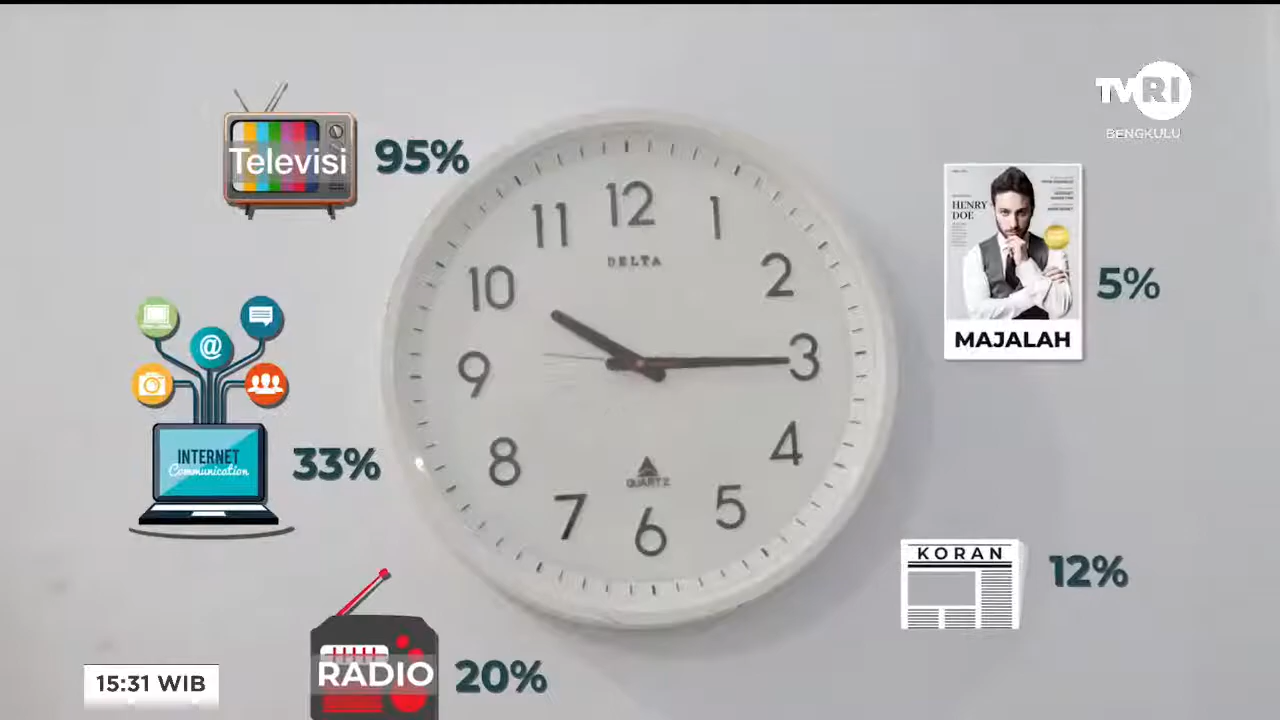 TVRI
BENGKULU
Televisi
95%
HENRY
DOE
MAJALAH
5%
11
12
1
10
2
9
3
8
4
7
6
5
DELTA
QUARTZ
@
INTERNET
Communication
33%
KORAN
12%
RADIO
20%
15:31 WIB